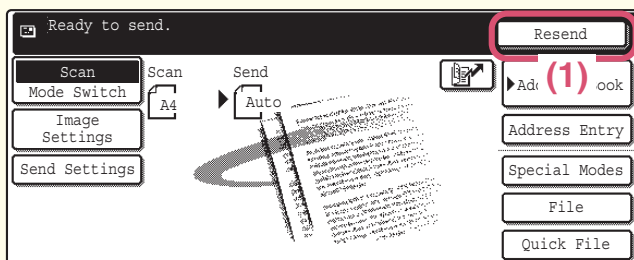 Ready to send.
Resend
(1)
Scan
Mode Switch
Scan
A4
Send
Auto
Image
Settings
Send Settings
Address Entry
Special Modes
File
Quick File